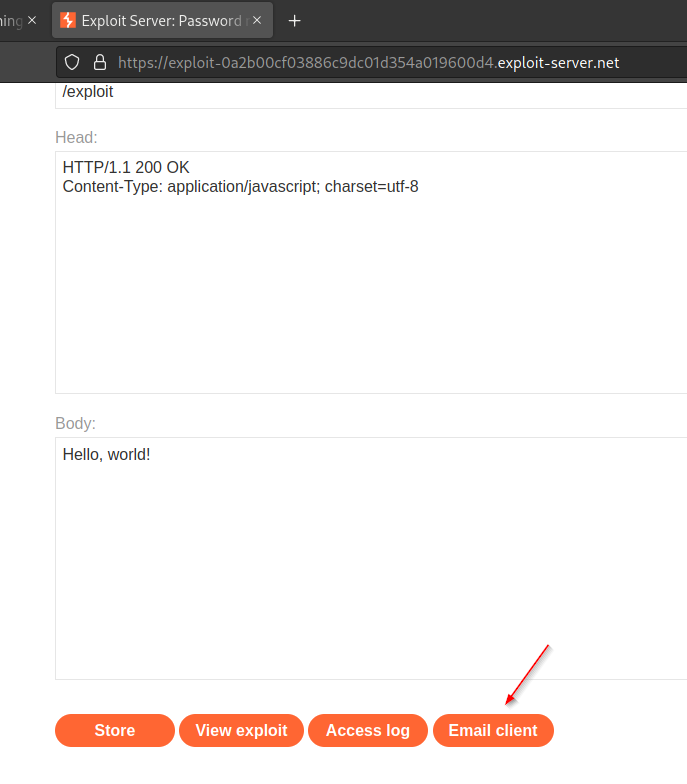 ning
Exploit Server: Password
https://exploit-0a2b00cf03886c9dc01d354a019600d4.exploit-server.net
/exploit
Head:
HTTP/1.1 200 OK
Content-Type: application/javascript; charset=utf-8
Body:
Hello, world!
Store
View exploit
Access log
Email client